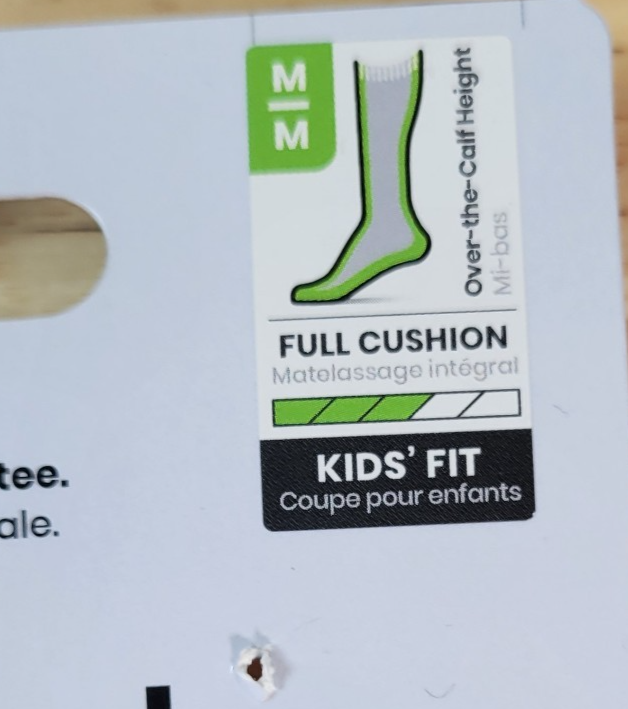 M
M
Over-the-Calf Height
Mi-bas
FULL CUSHION
Matelassage intégral
KIDS' FIT
Coupe pour enfants
tee.
ale.